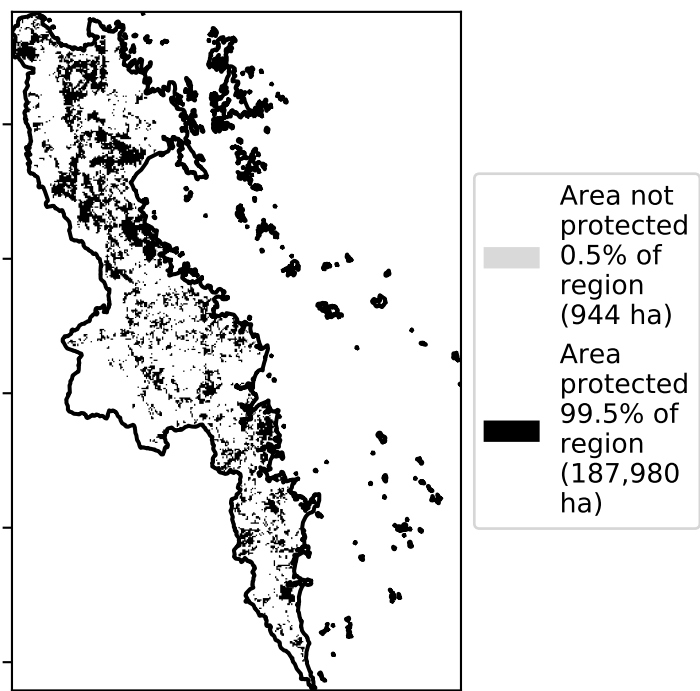 Area not
protected
0.5% of
region
(944 ha)
Area
protected
99.5% of
region
(187,980
ha)